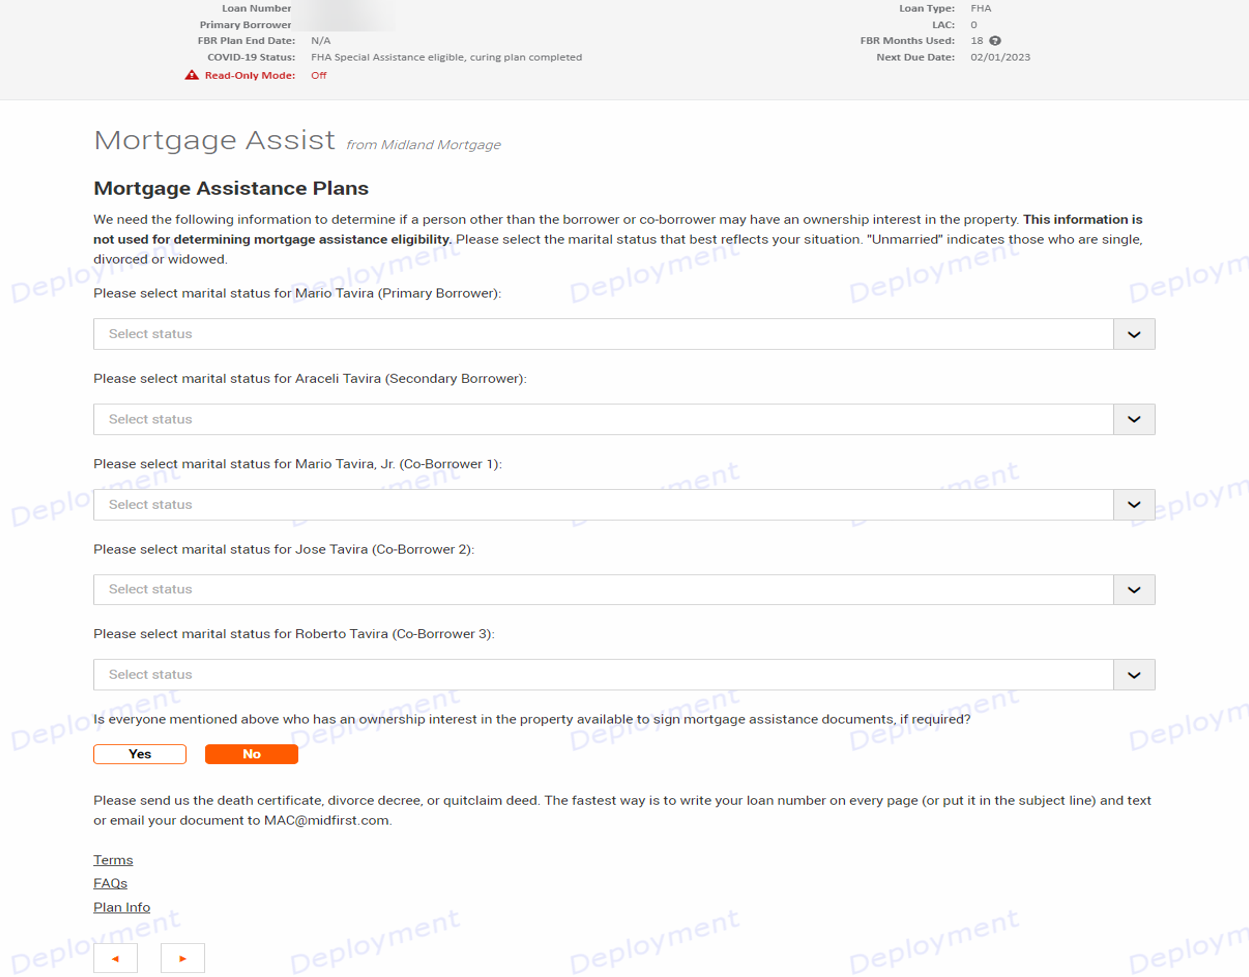 Loan Number
Primary Borrower
FBR Plan End Date: N/A
COVID-19 Status: FHA Special Assistance eligible, curing plan completed
Read-Only Mode: Off
Loan Type: FHA
LAC: 0
FBR Months Used: 18
Next Due Date: 02/01/2023
Mortgage Assist from Midland Mortgage
Mortgage Assistance Plans
We need the following information to determine if a person other than the borrower or co-borrower may have an ownership interest in the property. This information is
not used for determining mortgage assistance eligibility. Please select the marital status that best reflects your situation. "Unmarried" indicates those who are single,
divorced or widowed.
Deployment Deployment Deployment Deployment Deploym
Please select marital status for Mario Tavira (Primary Borrower):
Select status
Please select marital status for Araceli Tavira (Secondary Borrower):
Select status
Please select marital status for Mario Tavira, Jr. (Co-Borrower 1):
Select status
Please select marital status for Jose Tavira (Co-Borrower 2):
Select status
Please select marital status for Roberto Tavira (Co-Borrower 3):
Select status
Deployment Deployment Deployment Deployment Deploym
Is everyone mentioned above who has an ownership interest in the property available to sign mortgage assistance documents, if required?
Yes No
Please send us the death certificate, divorce decree, or quitclaim deed. The fastest way is to write your loan number on every page (or put it in the subject line) and text
or email your document to MAC@midfirst.com.
Terms
FAQs
Plan Info
Deployment Deployment Deployment Deployment Deploym